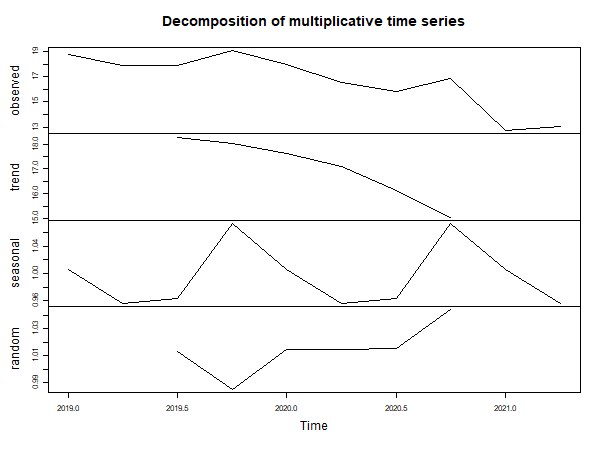 Decomposition of multiplicative time series
observed
19
17
15
13
trend
18.0
17.0
16.0
15.0
seasonal
1.04
1.00
0.96
random
1.03
1.01
0.99
2019.0 2019.5 2020.0 2020.5 2021.0
Time